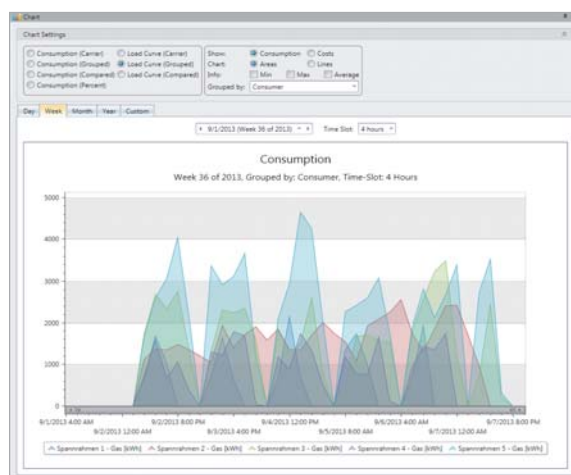 Chart
Chart Settings
Consumption (Carrier) Load Curve (Carrier)
Consumption (Grouped) Load Curve (Grouped)
Consumption (Compared) Load Curve (Compared)
Consumption (Percent)
Show: Consumption Costs
Chart: Areas Lines
Info: Min Max Average
Grouped by: Consumer
Day Week Month Year Custom
9/1/2013 (Week 36 of 2013) Time Slot: 4 hours
Consumption
Week 36 of 2013, Grouped by: Consumer, Time-Slot: 4 Hours
5000
4000
3000
2000
1000
0
9/1/2013 4:00 AM 9/2/2013 8:00 PM 9/4/2013 12:00 PM 9/6/2013 4:00 AM 9/7/2013 8:00 PM
9/2/2013 12:00 AM 9/3/2013 4:00 PM 9/5/2013 8:00 AM 9/7/2013 12:00 AM
Spannrahmen 1 - Gas [kWh] Spannrahmen 2 - Gas [kWh] Spannrahmen 3 - Gas [kWh] Spannrahmen 4 - Gas [kWh] Spannrahmen 5 - Gas [kWh]